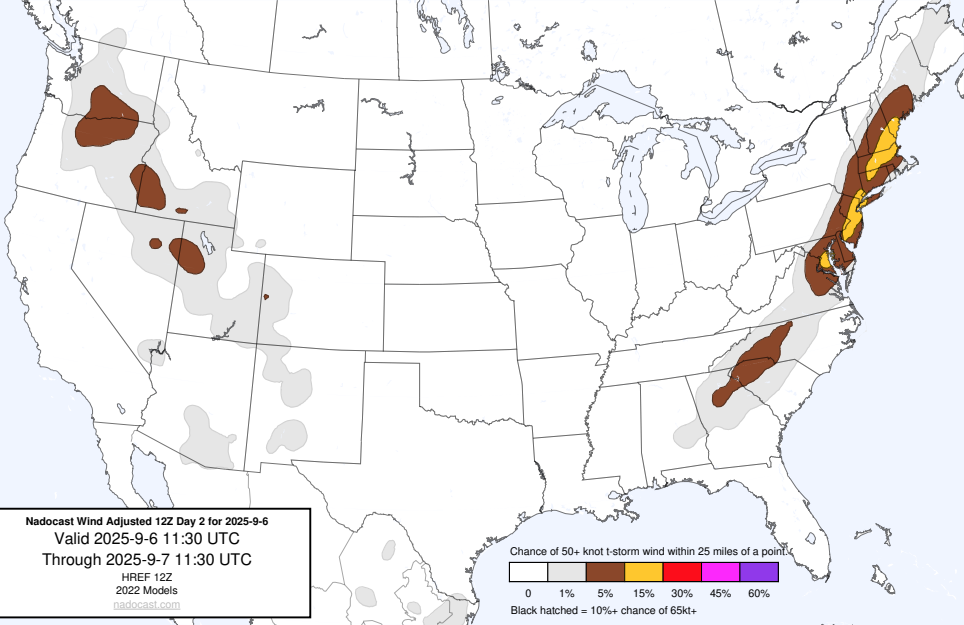 Nadocast Wind Adjusted 12Z Day 2 for 2025-9-6
Valid 2025-9-6 11:30 UTC
Through 2025-9-7 11:30 UTC
HREF 12Z
2022 Models
nadocast.com
Chance of 50+ knot t-storm wind within 25 miles of a point.
0 1% 5% 15% 30% 45% 60%
Black hatched = 10%+ chance of 65kt+